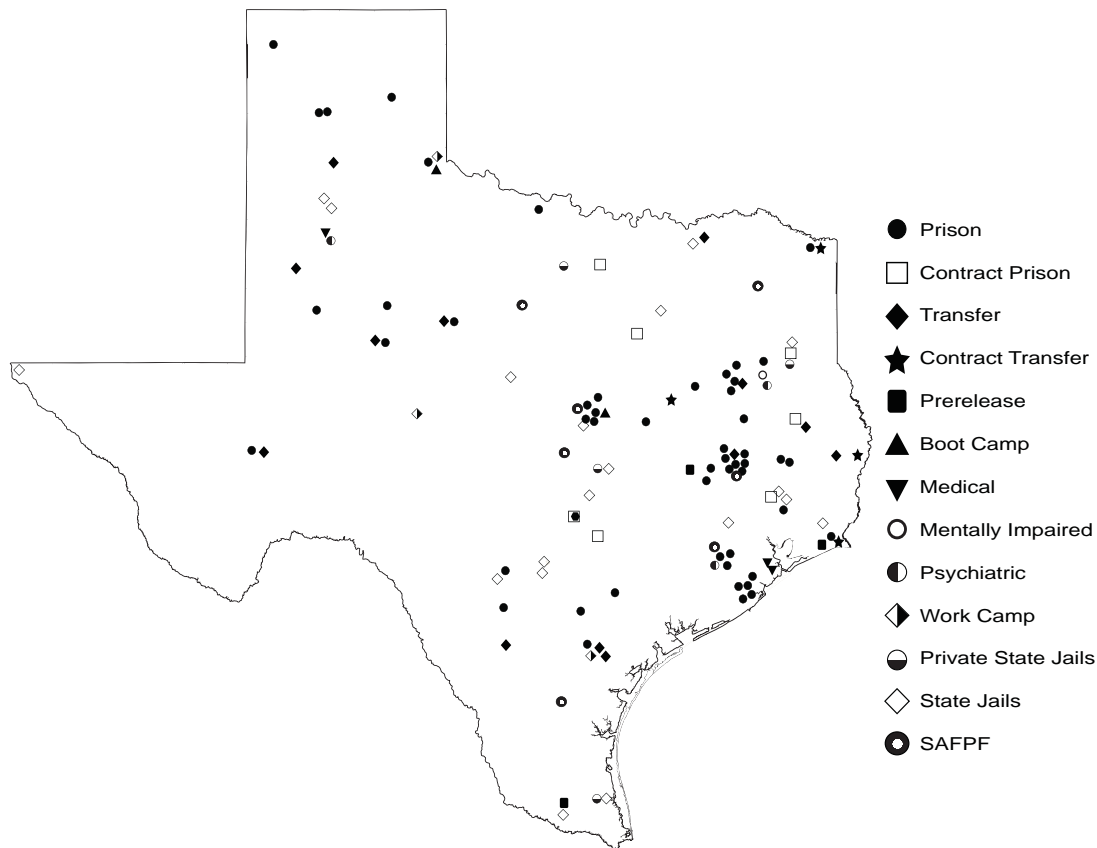 Prison
Contract Prison
Transfer
Contract Transfer
Prerelease
Boot Camp
Medical
Mentally Impaired
Psychiatric
Work Camp
Private State Jails
State Jails
SAFPF